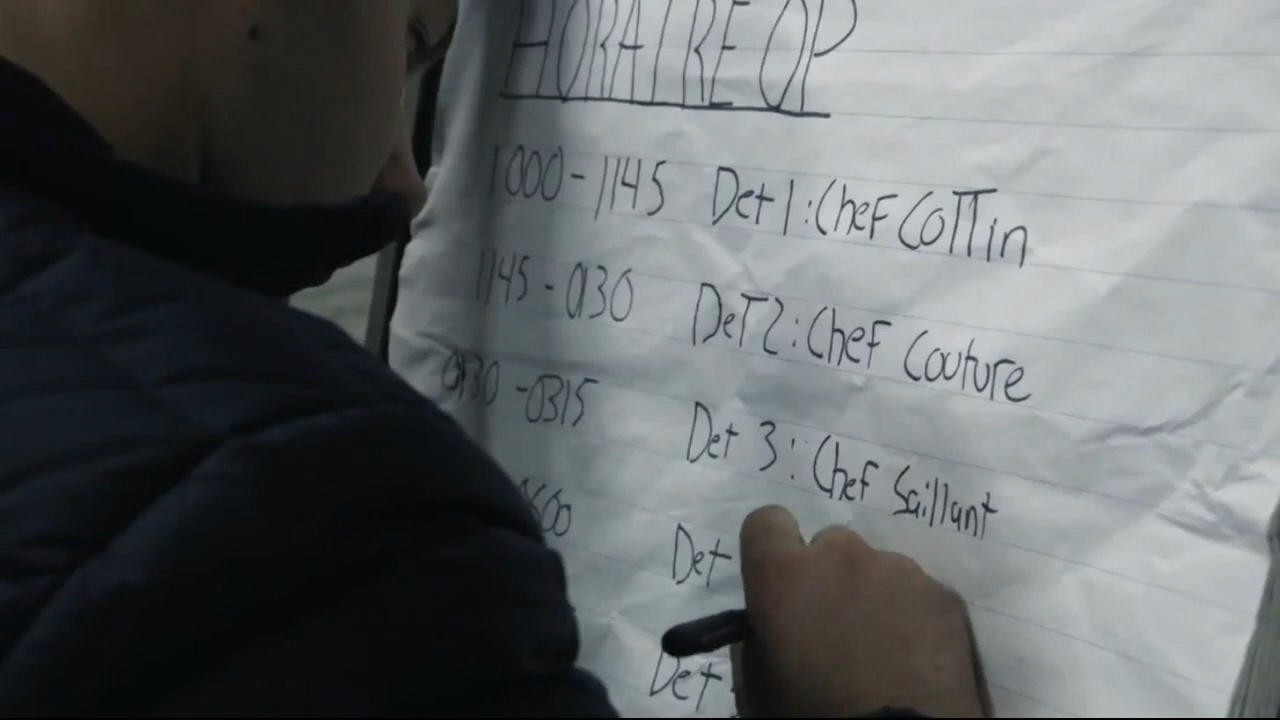 HORAIRE OP
1000-1145 Det 1: Chef Cottin
1145-0130 Det 2: Chef Couture
0130-0315 Det 3: Chef Saillant
Det
Det